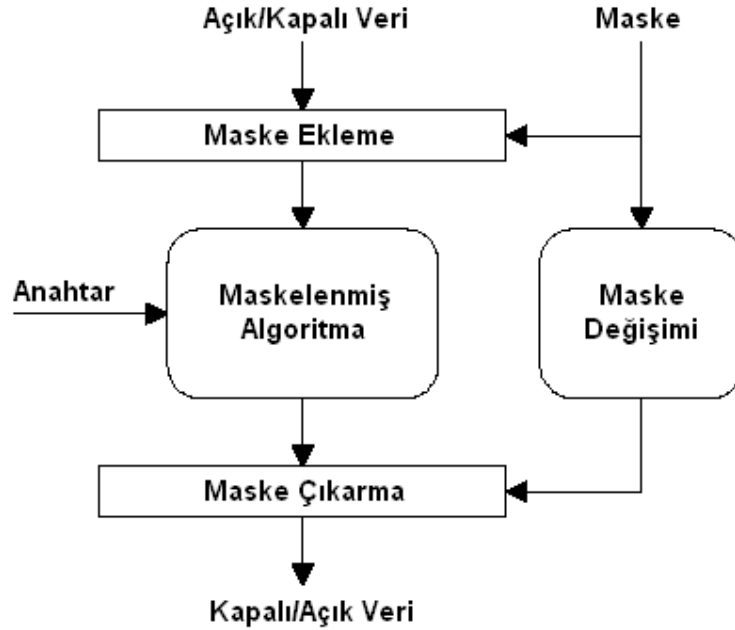 Açık/Kapalı Veri
Maske
Maske Ekleme
Anahtar
Maskelenmiş
Algoritma
Maske
Değişimi
Maske Çıkarma
Kapalı/Açık Veri